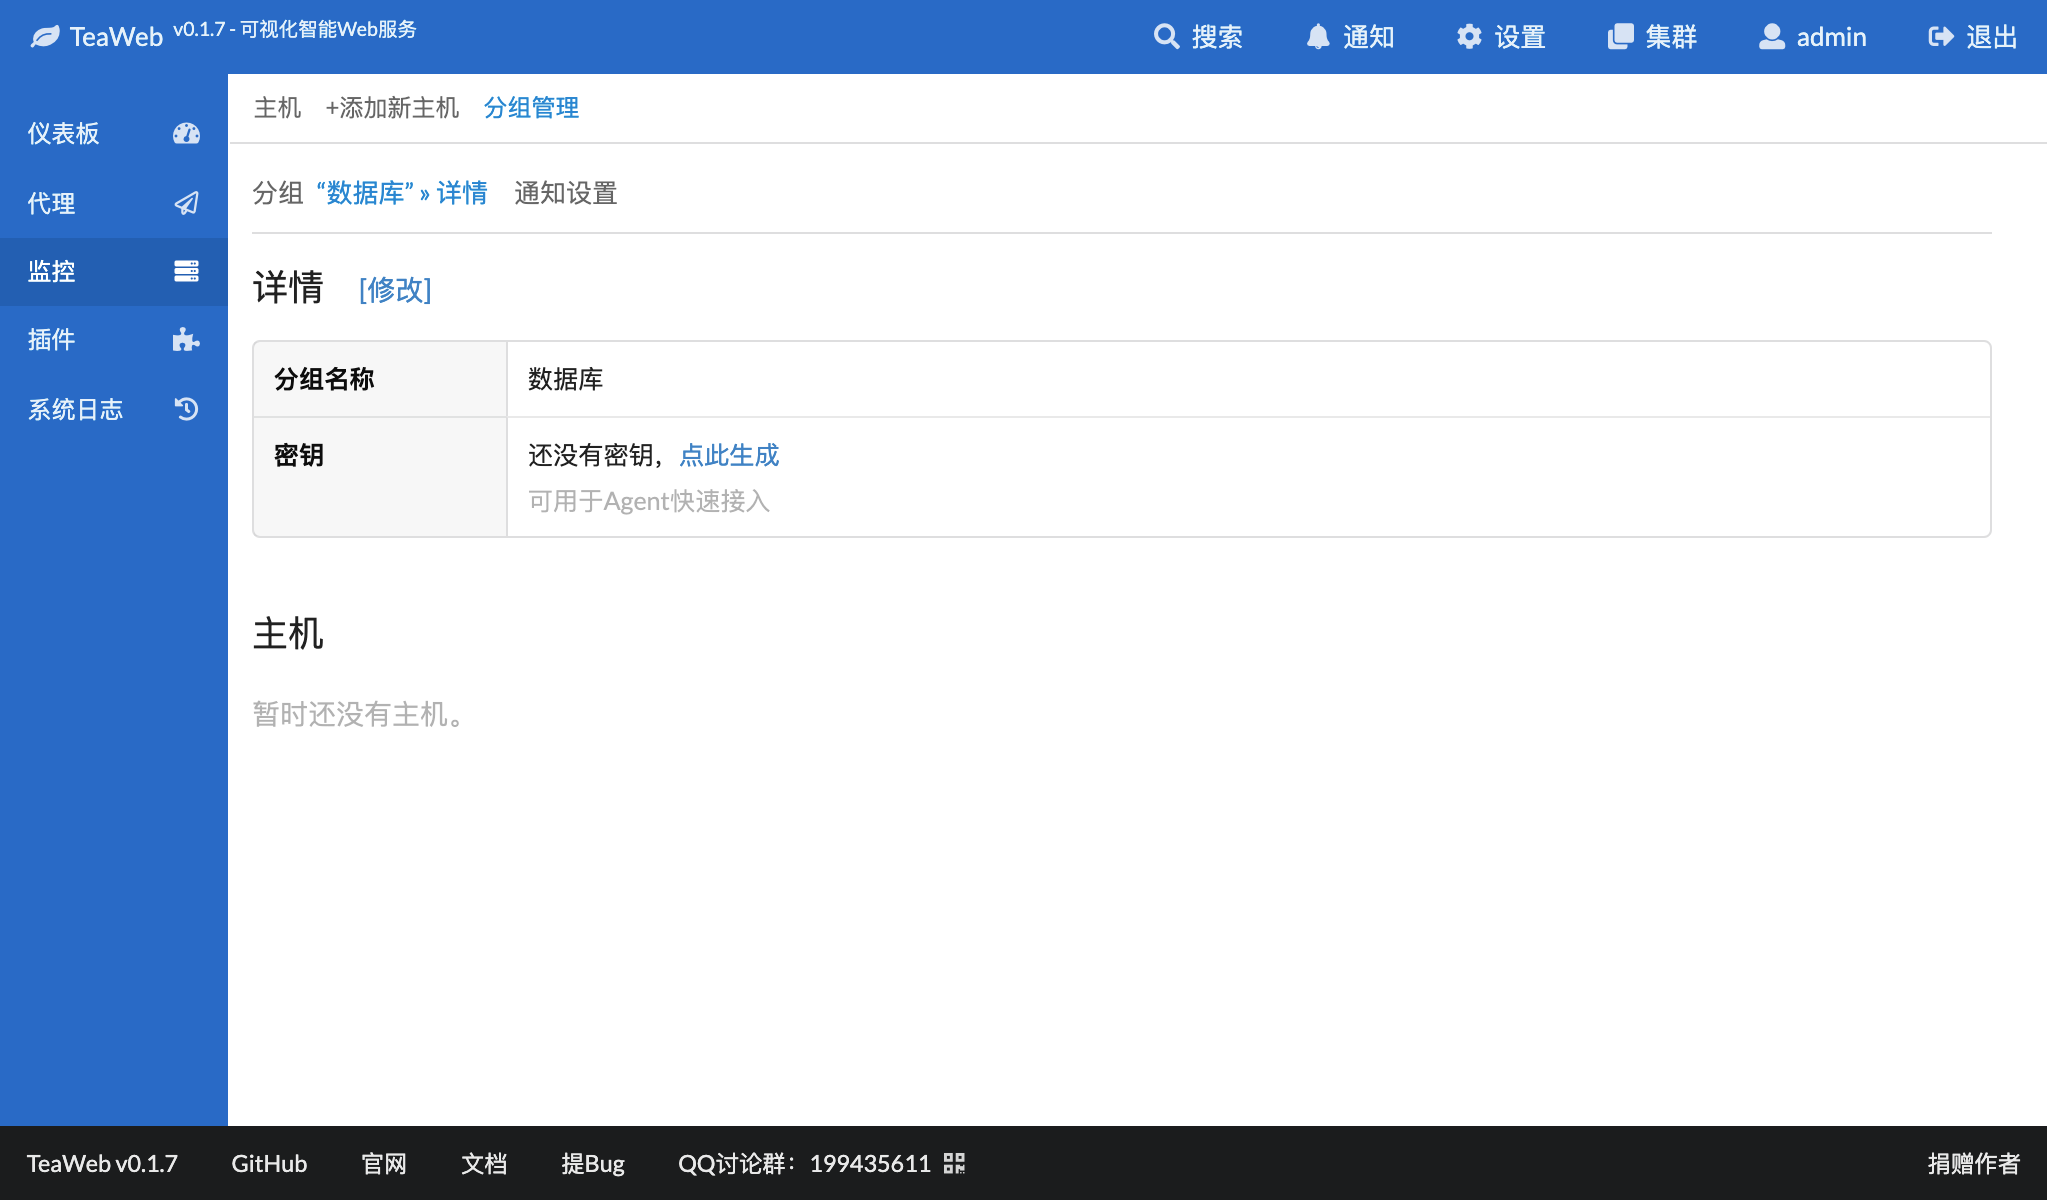 TeaWeb v0.1.7 - 可视化智能Web服务
搜索 通知 设置 集群 admin 退出
仪表板
代理
监控
插件
系统日志
主机 +添加新主机 分组管理
分组 “数据库” » 详情 通知设置
详情 [修改]
分组名称 数据库
密钥 还没有密钥，点此生成
可用于Agent快速接入
主机
暂时还没有主机。
TeaWeb v0.1.7 GitHub 官网 文档 提Bug QQ讨论群：199435611 捐赠作者